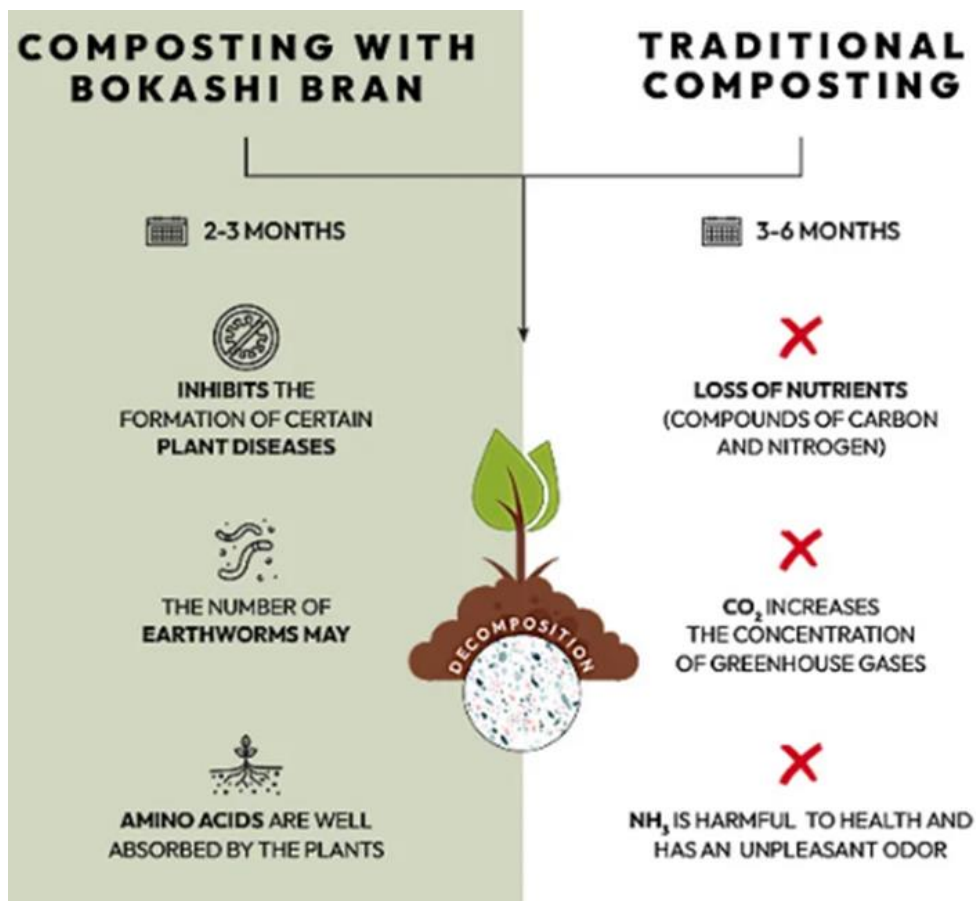 COMPOSTING WITH
BOKASHI BRAN
2-3 MONTHS
INHIBITS THE
FORMATION OF CERTAIN
PLANT DISEASES
THE NUMBER OF
EARTHWORMS MAY
AMINO ACIDS ARE WELL
ABSORBED BY THE PLANTS
DECOMPOSITION
TRADITIONAL
COMPOSTING
3-6 MONTHS
LOSS OF NUTRIENTS
(COMPOUNDS OF CARBON
AND NITROGEN)
CO₂ INCREASES
THE CONCENTRATION
OF GREENHOUSE GASES
NH₃ IS HARMFUL TO HEALTH AND
HAS AN UNPLEASANT ODOR